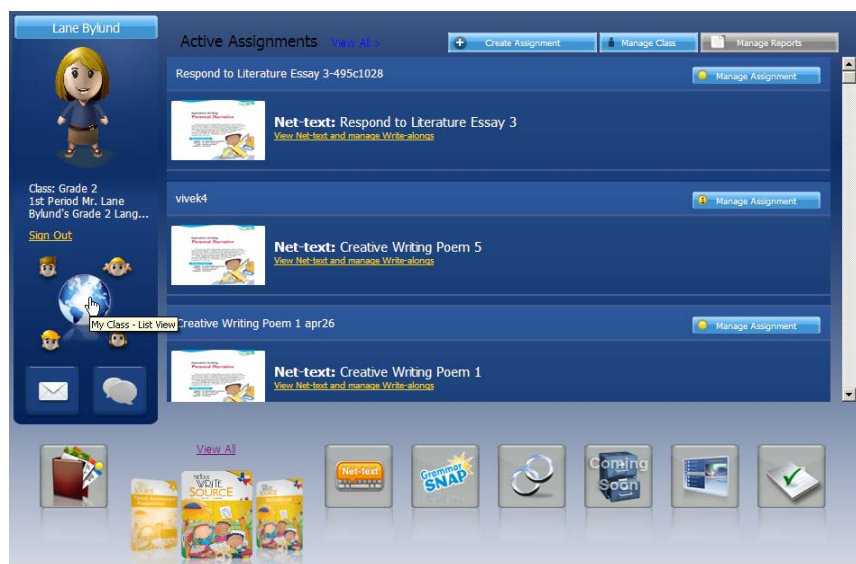 Lane Bylund
Class: Grade 2
1st Period Mr. Lane
Bylund's Grade 2 Lang...
Sign Out
My Class - List View
Active Assignments View All >
Create Assignment
Manage Class
Manage Reports
Respond to Literature Essay 3-495c1028
Manage Assignment
Net-text: Respond to Literature Essay 3
View Net-text and manage Write-alongs
vivek4
Manage Assignment
Net-text: Creative Writing Poem 5
View Net-text and manage Write-alongs
Creative Writing Poem 1 apr26
Manage Assignment
Net-text: Creative Writing Poem 1
View Net-text and manage Write-alongs
View All
WRITE
SOURCE
Net-text
Grammar
SNAP
Coming
Soon